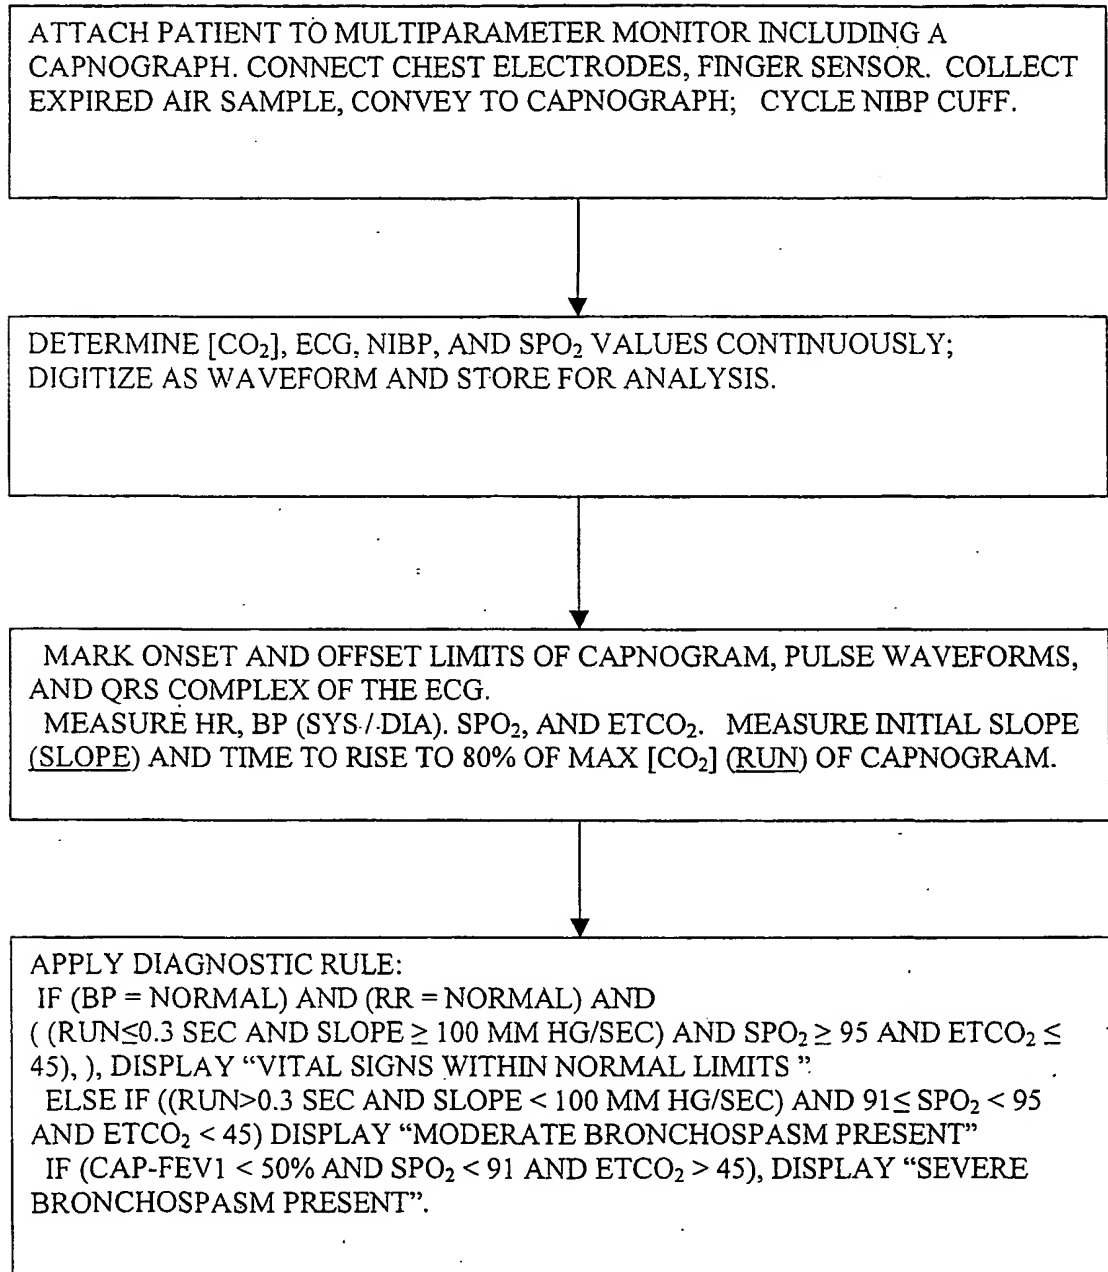 ATTACH PATIENT TO MULTIPARAMETER MONITOR INCLUDING A
CAPNOGRAPH. CONNECT CHEST ELECTRODES, FINGER SENSOR. COLLECT
EXPIRED AIR SAMPLE, CONVEY TO CAPNOGRAPH; CYCLE NIBP CUFF.
DETERMINE [CO₂], ECG, NIBP, AND SPO₂ VALUES CONTINUOUSLY;
DIGITIZE AS WAVEFORM AND STORE FOR ANALYSIS.
MARK ONSET AND OFFSET LIMITS OF CAPNOGRAM, PULSE WAVEFORMS,
AND QRS COMPLEX OF THE ECG.
MEASURE HR, BP (SYS-/-DIA). SPO₂, AND ETCO₂. MEASURE INITIAL SLOPE
(SLOPE) AND TIME TO RISE TO 80% OF MAX [CO₂] (RUN) OF CAPNOGRAM.
APPLY DIAGNOSTIC RULE:
IF (BP = NORMAL) AND (RR = NORMAL) AND
( (RUN≤0.3 SEC AND SLOPE ≥ 100 MM HG/SEC) AND SPO₂ ≥ 95 AND ETCO₂ ≤
45), ), DISPLAY “VITAL SIGNS WITHIN NORMAL LIMITS ”
ELSE IF ((RUN>0.3 SEC AND SLOPE < 100 MM HG/SEC) AND 91≤ SPO₂ < 95
AND ETCO₂ < 45) DISPLAY “MODERATE BRONCHOSPASM PRESENT”
IF (CAP-FEV1 < 50% AND SPO₂ < 91 AND ETCO₂ > 45), DISPLAY “SEVERE
BRONCHOSPASM PRESENT”.